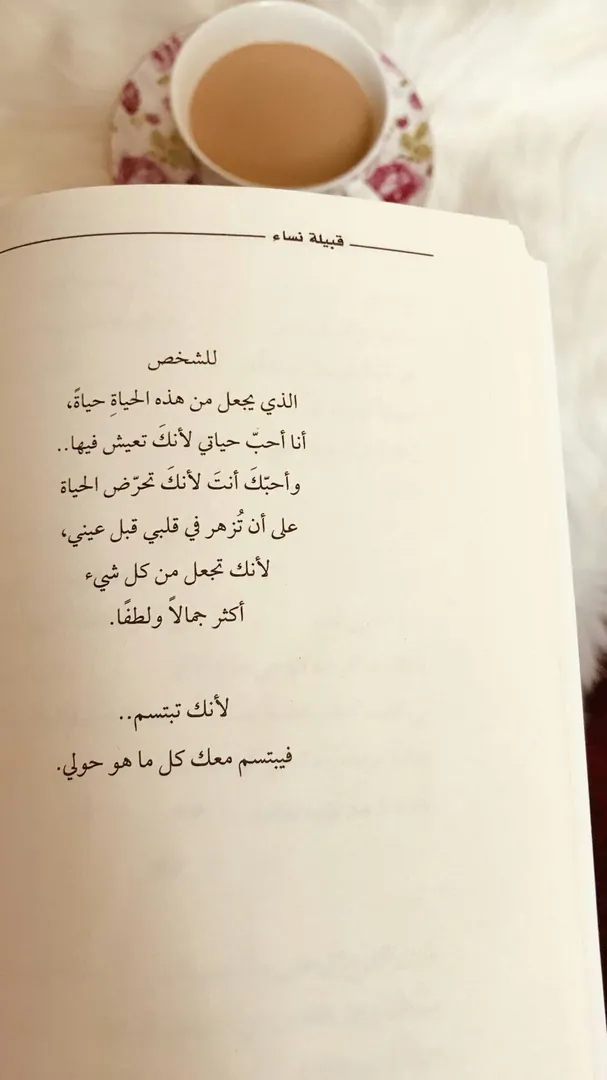 قبيلة نساء
للشخص
الذي يجعل من هذه الحياةِ حياةً،
أنا أحبّ حياتي لأنكَ تعيش فيها..
وأحبّكَ أنتَ لأنكَ تحرّض الحياة
على أن تُزهر في قلبي قبل عيني،
لأنك تجعل من كل شيء
أكثر جمالاً ولطفًا.
لأنك تبتسم..
فيبتسم معك كل ما هو حولي.